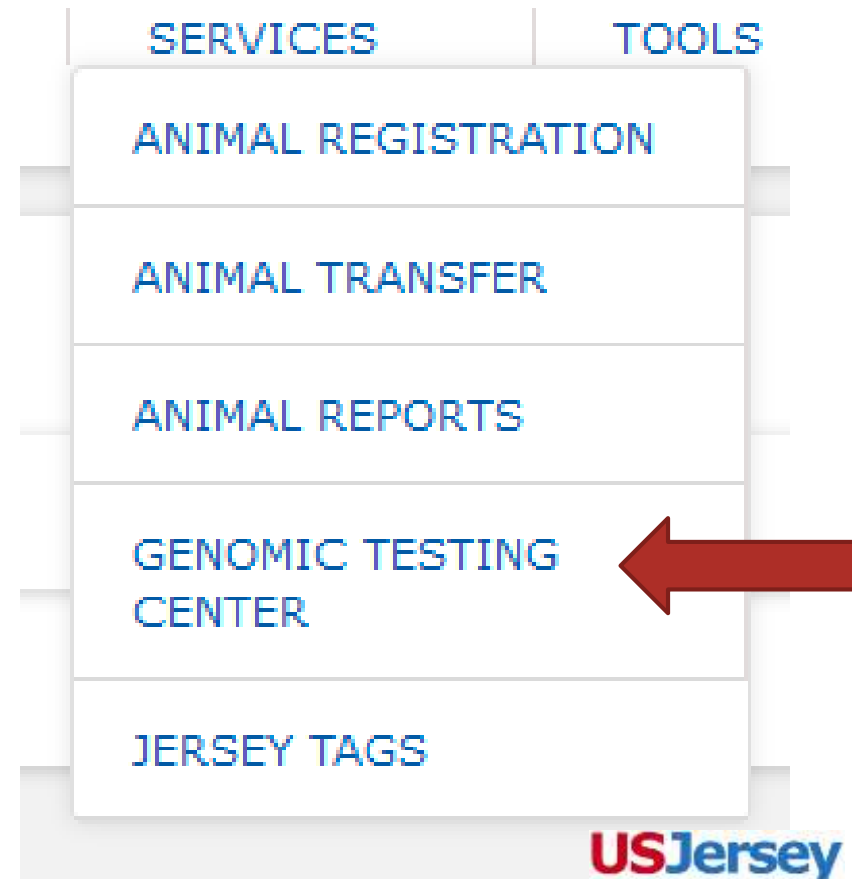 SERVICES TOOLS
ANIMAL REGISTRATION
ANIMAL TRANSFER
ANIMAL REPORTS
GENOMIC TESTING
CENTER
JERSEY TAGS
USJersey